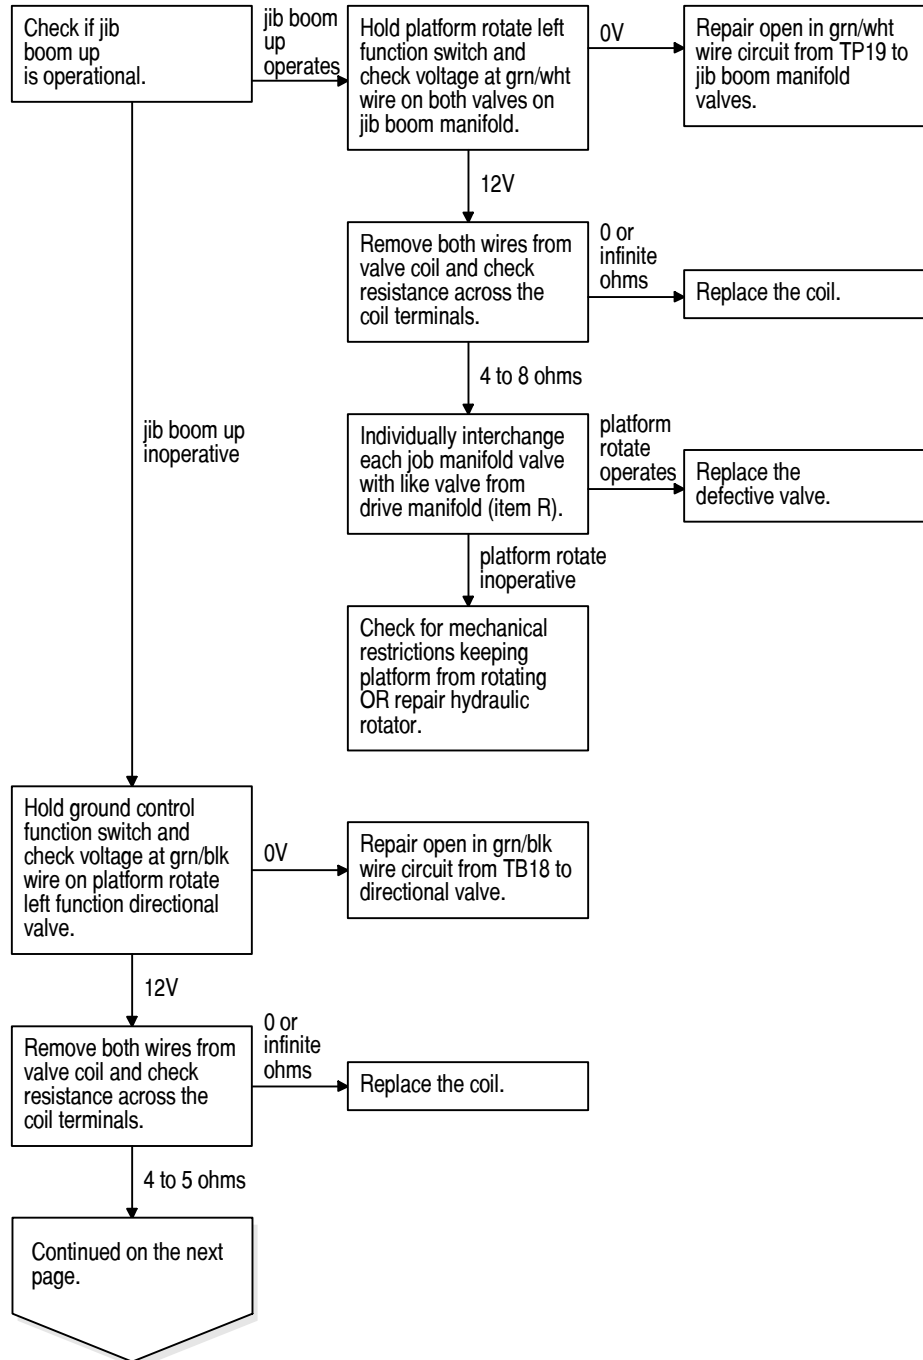 Check if jib
boom up
is operational.
jib boom
up
operates
Hold platform rotate left
function switch and
check voltage at grn/wht
wire on both valves on
jib boom manifold.
0V
Repair open in grn/wht
wire circuit from TP19 to
jib boom manifold
valves.
12V
Remove both wires from
valve coil and check
resistance across the
coil terminals.
0 or
infinite
ohms
Replace the coil.
4 to 8 ohms
jib boom up
inoperative
Individually interchange
each job manifold valve
with like valve from
drive manifold (item R).
platform
rotate
operates
Replace the
defective valve.
platform rotate
inoperative
Check for mechanical
restrictions keeping
platform from rotating
OR repair hydraulic
rotator.
Hold ground control
function switch and
check voltage at grn/blk
wire on platform rotate
left function directional
valve.
0V
Repair open in grn/blk
wire circuit from TB18 to
directional valve.
12V
Remove both wires from
valve coil and check
resistance across the
coil terminals.
0 or
infinite
ohms
Replace the coil.
4 to 5 ohms
Continued on the next
page.